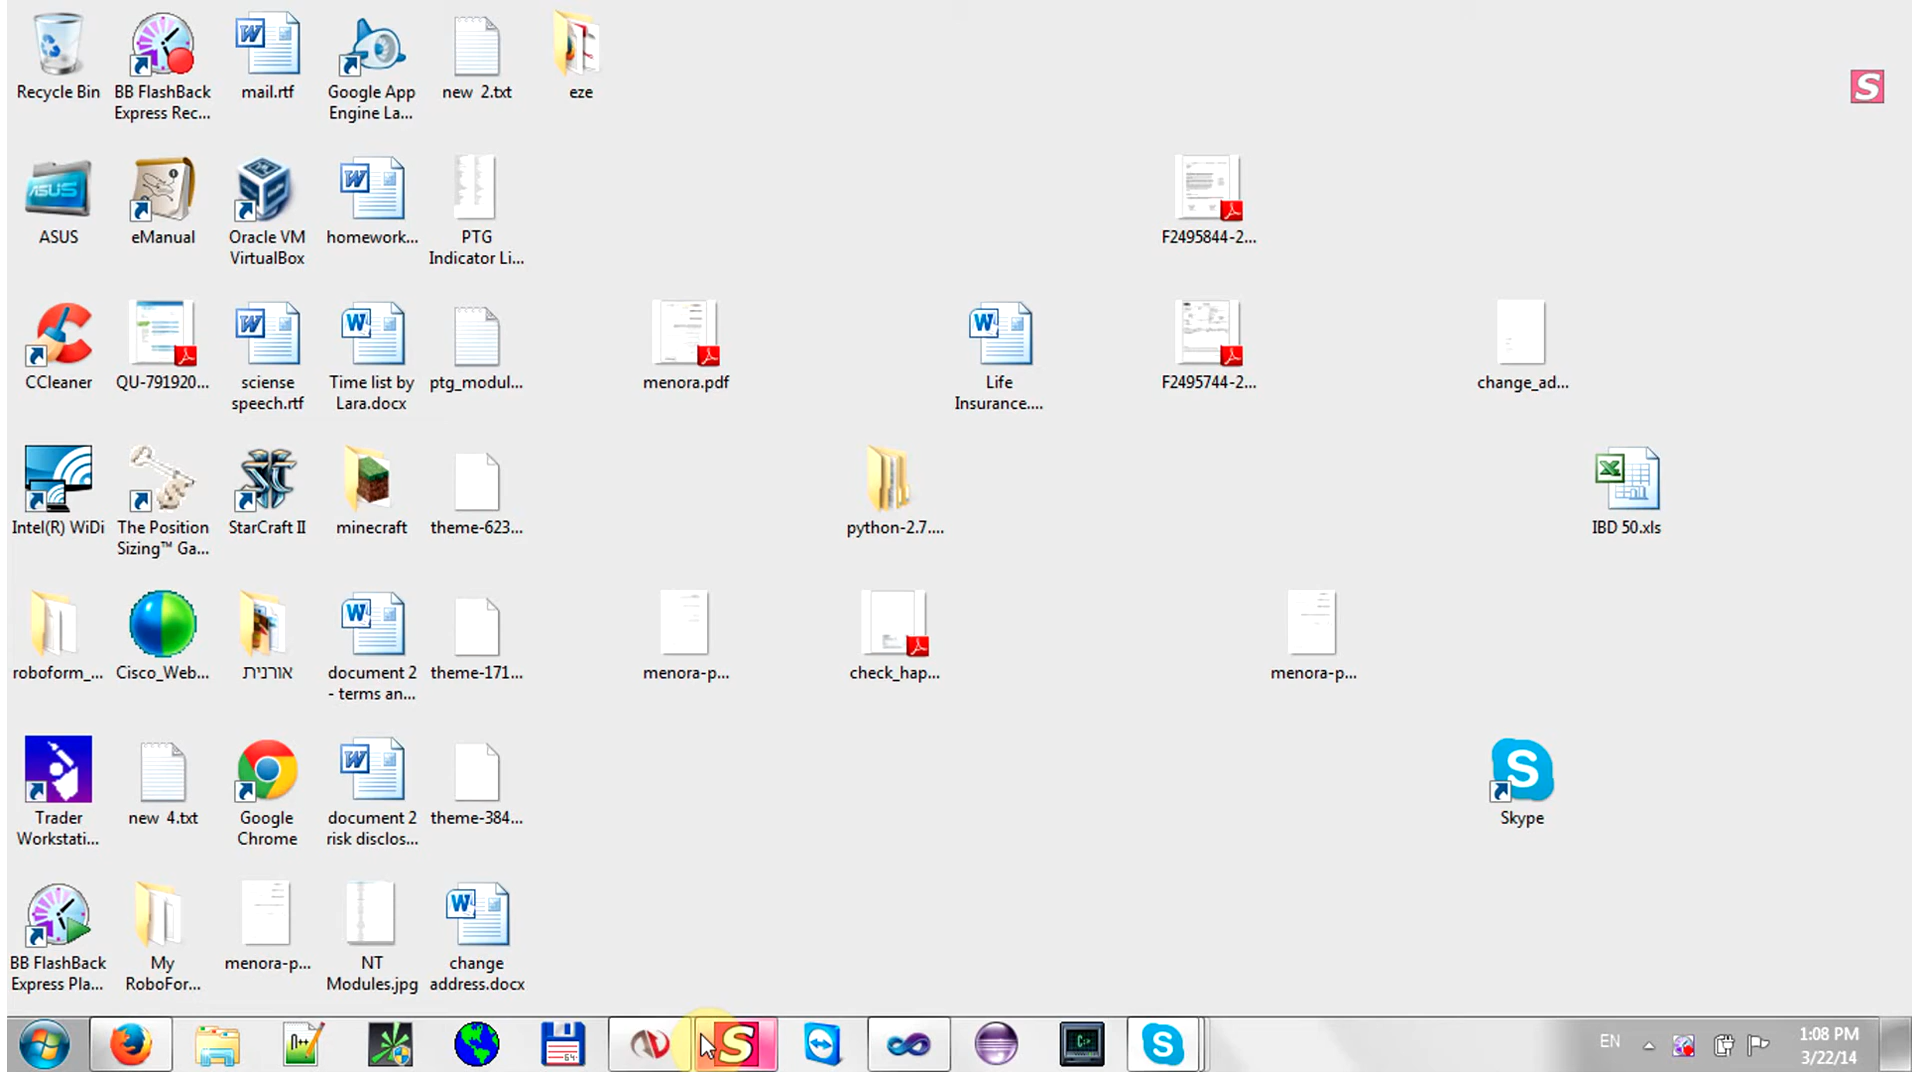 Recycle Bin
BB FlashBack
Express Rec...
mail.rtf
Google App
Engine La...
new 2.txt
eze
S
ASUS
ASUS
eManual
Oracle VM
VirtualBox
homework...
PTG
Indicator Li...
F2495844-2...
CCleaner
QU-791920...
sciense
speech.rtf
Time list by
Lara.docx
ptg_modul...
menora.pdf
Life
Insurance....
F2495744-2...
change_ad...
Intel(R) WiDi
The Position
Sizing™ Ga...
StarCraft II
minecraft
theme-623...
python-2.7....
IBD 50.xls
roboform_...
Cisco_Web...
אורנית
document 2
- terms an...
theme-171...
menora-p...
check_hap...
menora-p...
Trader
Workstati...
new 4.txt
Google
Chrome
document 2
risk disclos...
theme-384...
Skype
BB FlashBack
Express Pla...
My
RoboFor...
menora-p...
NT
Modules.jpg
change
address.docx
EN
1:08 PM
3/22/14